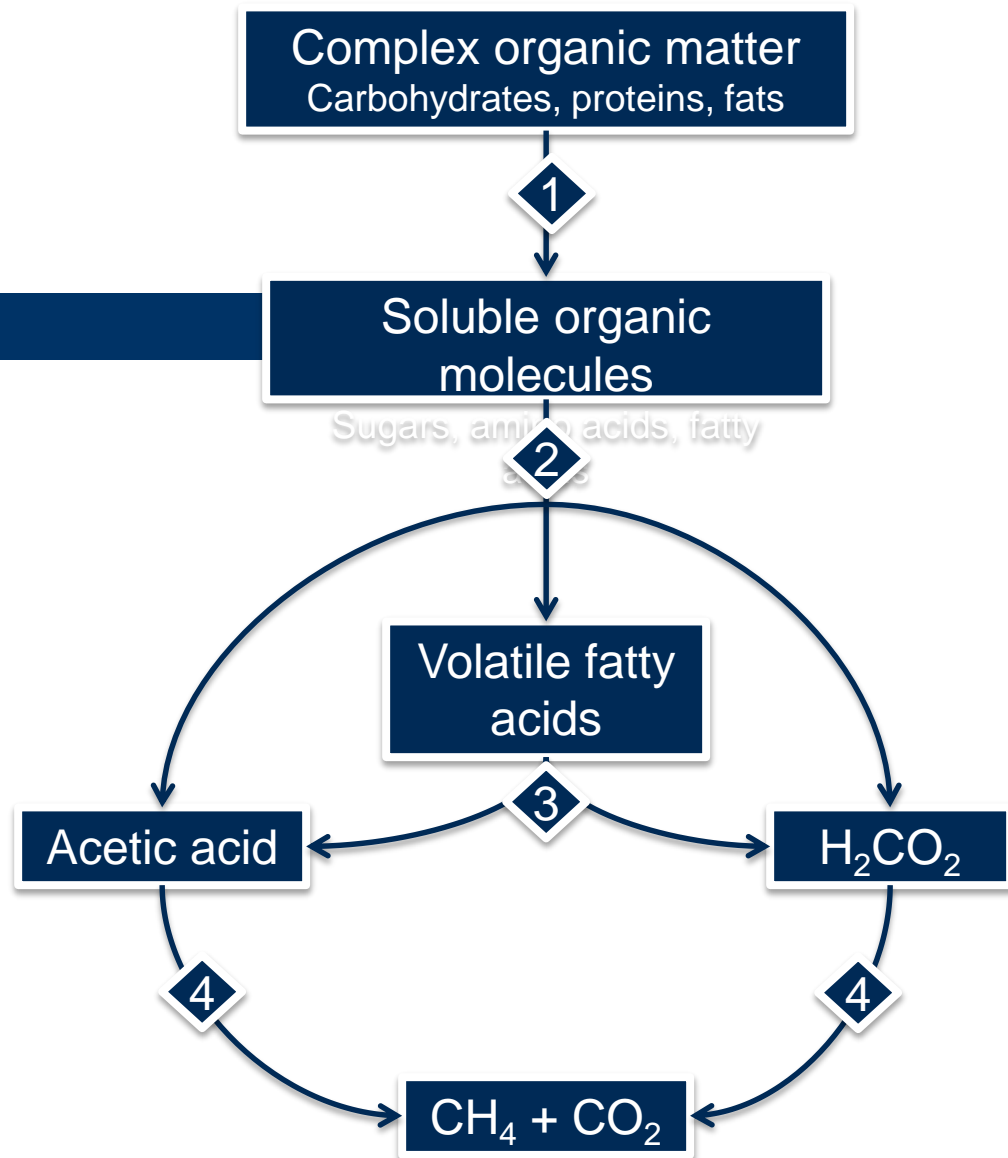 Complex organic matter
Carbohydrates, proteins, fats
1
Soluble organic
molecules
Sugars, amino acids, fatty
2
Volatile fatty
acids
3
Acetic acid
H₂CO₂
4
4
CH₄ + CO₂